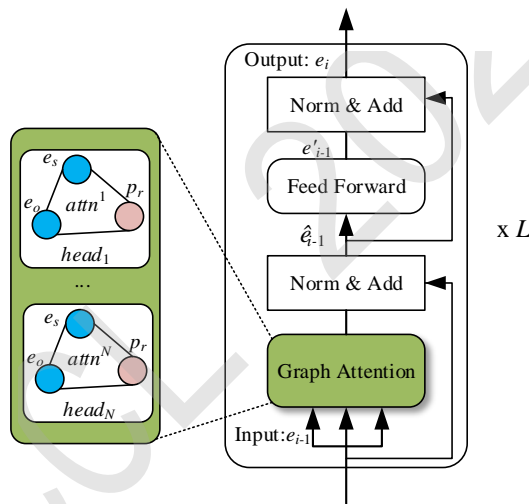 Output: e_i
Norm & Add
e'_{i-1}
Feed Forward
ê_{i-1}
Norm & Add
Graph Attention
Input:e_{i-1}
x L
e_s
e_o
p_r
attn^1
head_1
...
e_s
e_o
p_r
attn^N
head_N